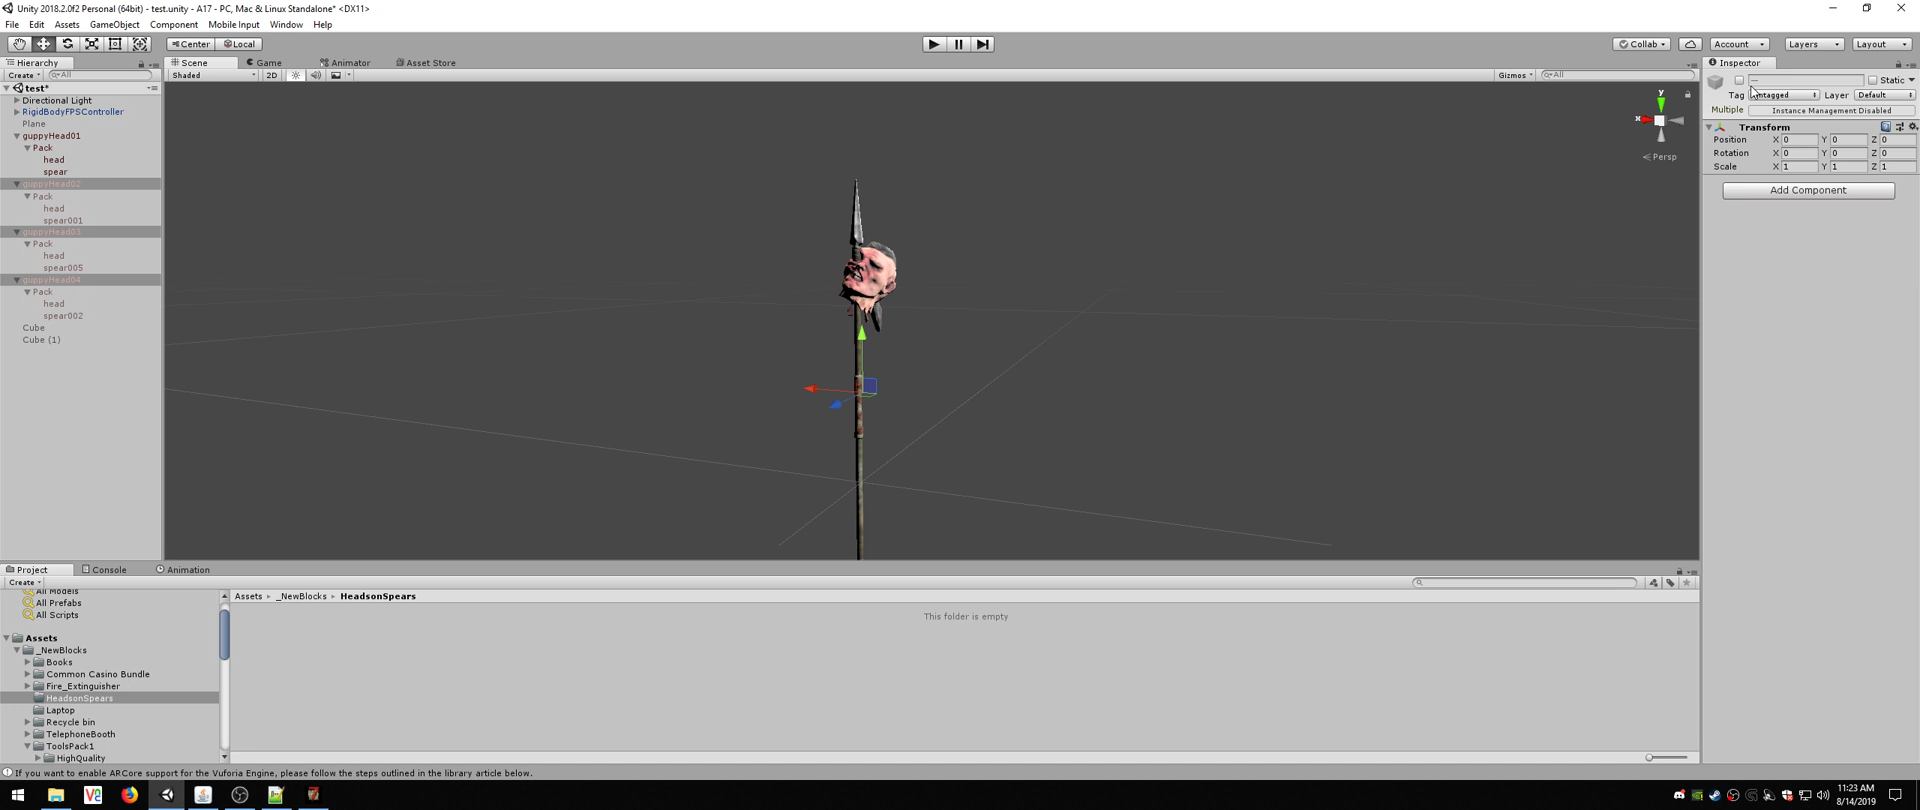 Unity 2018.2.0f2 Personal (64bit) - test.unity - A17 - PC, Mac & Linux Standalone* <DX11>
File Edit Assets GameObject Component Mobile Input Window Help
Center Local Collab Account Layers Layout
Hierarchy Scene Game Animator Asset Store Inspector
Create All Shaded 2D Gizmos All
test*
Directional Light
RigidBodyFPSController
Plane
guppyHead01
Pack
head
spear
guppyHead02
Pack
head
spear001
guppyHead03
Pack
head
spear005
guppyHead04
Pack
head
spear002
Cube
Cube (1)
y
x
Persp
— Static
Tag Layer Default
Multiple Instance Management Disabled
Transform
Position X 0 Y 0 Z 0
Rotation X 0 Y 0 Z 0
Scale X 1 Y 1 Z 1
Add Component
Project Console Animation
Create
All Models
All Prefabs
All Scripts
Assets
_NewBlocks
Books
Common Casino Bundle
Fire_Extinguisher
HeadsonSpears
Laptop
Recycle bin
TelephoneBooth
ToolsPack1
HighQuality
Assets _NewBlocks HeadsonSpears
This folder is empty
If you want to enable ARCore support for the Vuforia Engine, please follow the steps outlined in the library article below.
11:23 AM
8/14/2019